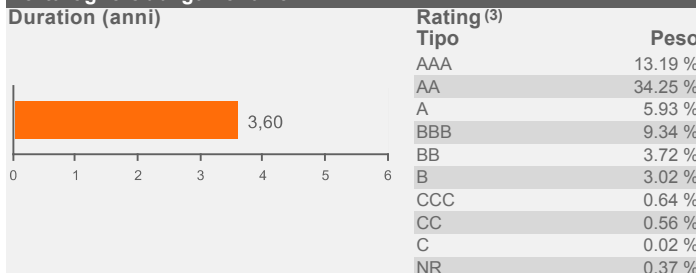 Duration (anni)
3,60
0 1 2 3 4 5 6
Rating (3)
Tipo Peso
AAA 13.19 %
AA 34.25 %
A 5.93 %
BBB 9.34 %
BB 3.72 %
B 3.02 %
CCC 0.64 %
CC 0.56 %
C 0.02 %
NR 0.37 %